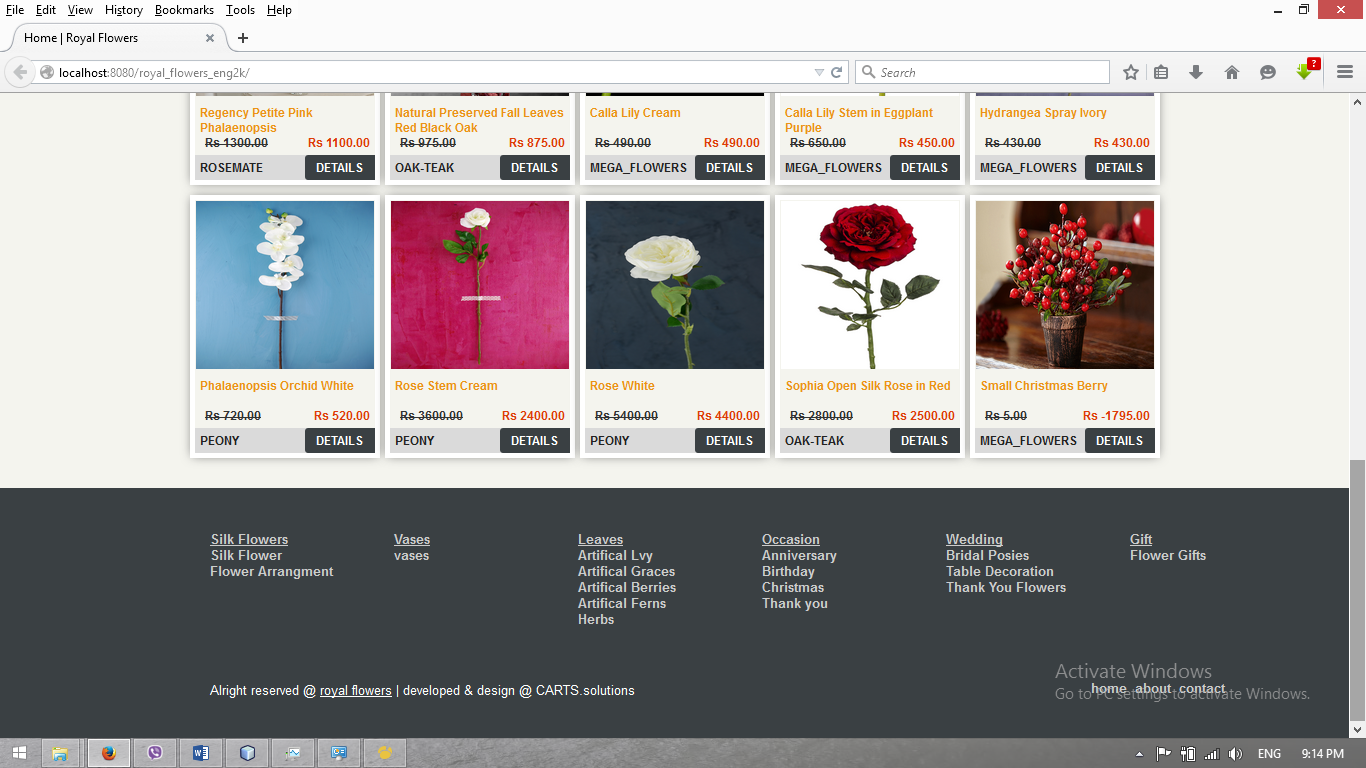 File Edit View History Bookmarks Tools Help
Home | Royal Flowers
localhost:8080/royal_flowers_eng2k/
Search
?
Regency Petite Pink Phalaenopsis
Rs 1300.00 Rs 1100.00
ROSEMATE DETAILS
Natural Preserved Fall Leaves Red Black Oak
Rs 975.00 Rs 875.00
OAK-TEAK DETAILS
Calla Lily Cream
Rs 490.00 Rs 490.00
MEGA_FLOWERS DETAILS
Calla Lily Stem in Eggplant Purple
Rs 650.00 Rs 450.00
MEGA_FLOWERS DETAILS
Hydrangea Spray Ivory
Rs 430.00 Rs 430.00
MEGA_FLOWERS DETAILS
Phalaenopsis Orchid White
Rs 720.00 Rs 520.00
PEONY DETAILS
Rose Stem Cream
Rs 3600.00 Rs 2400.00
PEONY DETAILS
Rose White
Rs 5400.00 Rs 4400.00
PEONY DETAILS
Sophia Open Silk Rose in Red
Rs 2800.00 Rs 2500.00
OAK-TEAK DETAILS
Small Christmas Berry
Rs 5.00 Rs -1795.00
MEGA_FLOWERS DETAILS
Silk Flowers
Silk Flower
Flower Arrangment
Vases
vases
Leaves
Artifical Lvy
Artifical Graces
Artifical Berries
Artifical Ferns
Herbs
Occasion
Anniversary
Birthday
Christmas
Thank you
Wedding
Bridal Posies
Table Decoration
Thank You Flowers
Gift
Flower Gifts
Alright reserved @ royal flowers | developed & design @ CARTS.solutions
home about contact
Activate Windows
Go to PC settings to activate Windows.
ENG 9:14 PM